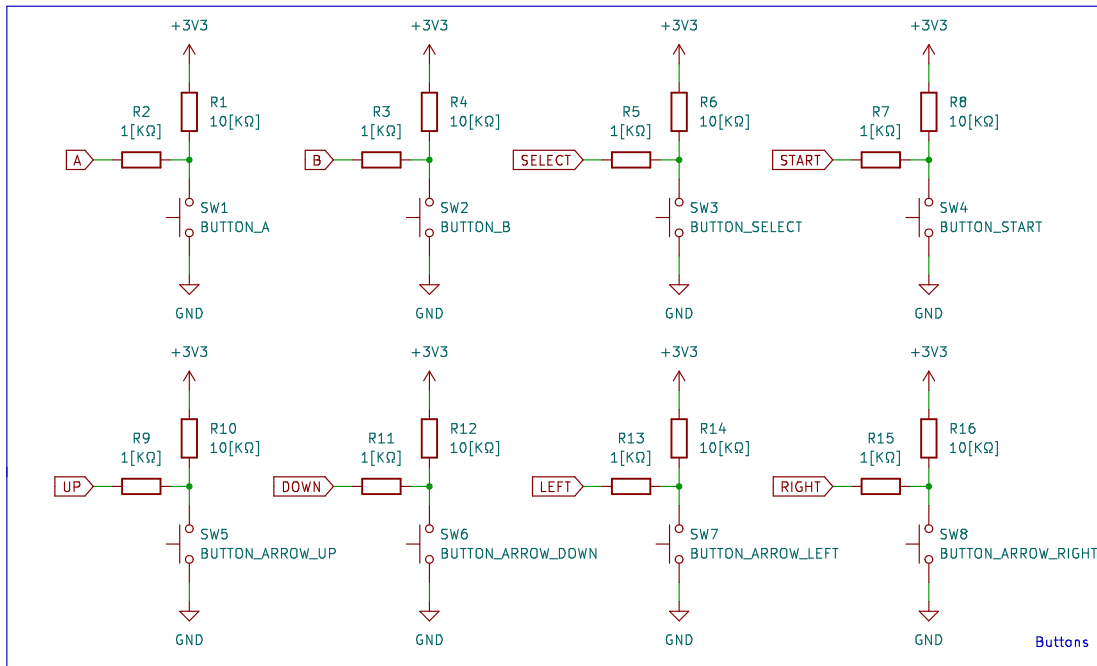 +3V3
+3V3
+3V3
+3V3
R2
1[KΩ]
R1
10[KΩ]
R3
1[KΩ]
R4
10[KΩ]
R5
1[KΩ]
R6
10[KΩ]
R7
1[KΩ]
R8
10[KΩ]
A
B
SELECT
START
SW1
BUTTON_A
SW2
BUTTON_B
SW3
BUTTON_SELECT
SW4
BUTTON_START
GND
GND
GND
GND
+3V3
+3V3
+3V3
+3V3
R9
1[KΩ]
R10
10[KΩ]
R11
1[KΩ]
R12
10[KΩ]
R13
1[KΩ]
R14
10[KΩ]
R15
1[KΩ]
R16
10[KΩ]
UP
DOWN
LEFT
RIGHT
SW5
BUTTON_ARROW_UP
SW6
BUTTON_ARROW_DOWN
SW7
BUTTON_ARROW_LEFT
SW8
BUTTON_ARROW_RIGHT
GND
GND
GND
GND
Buttons